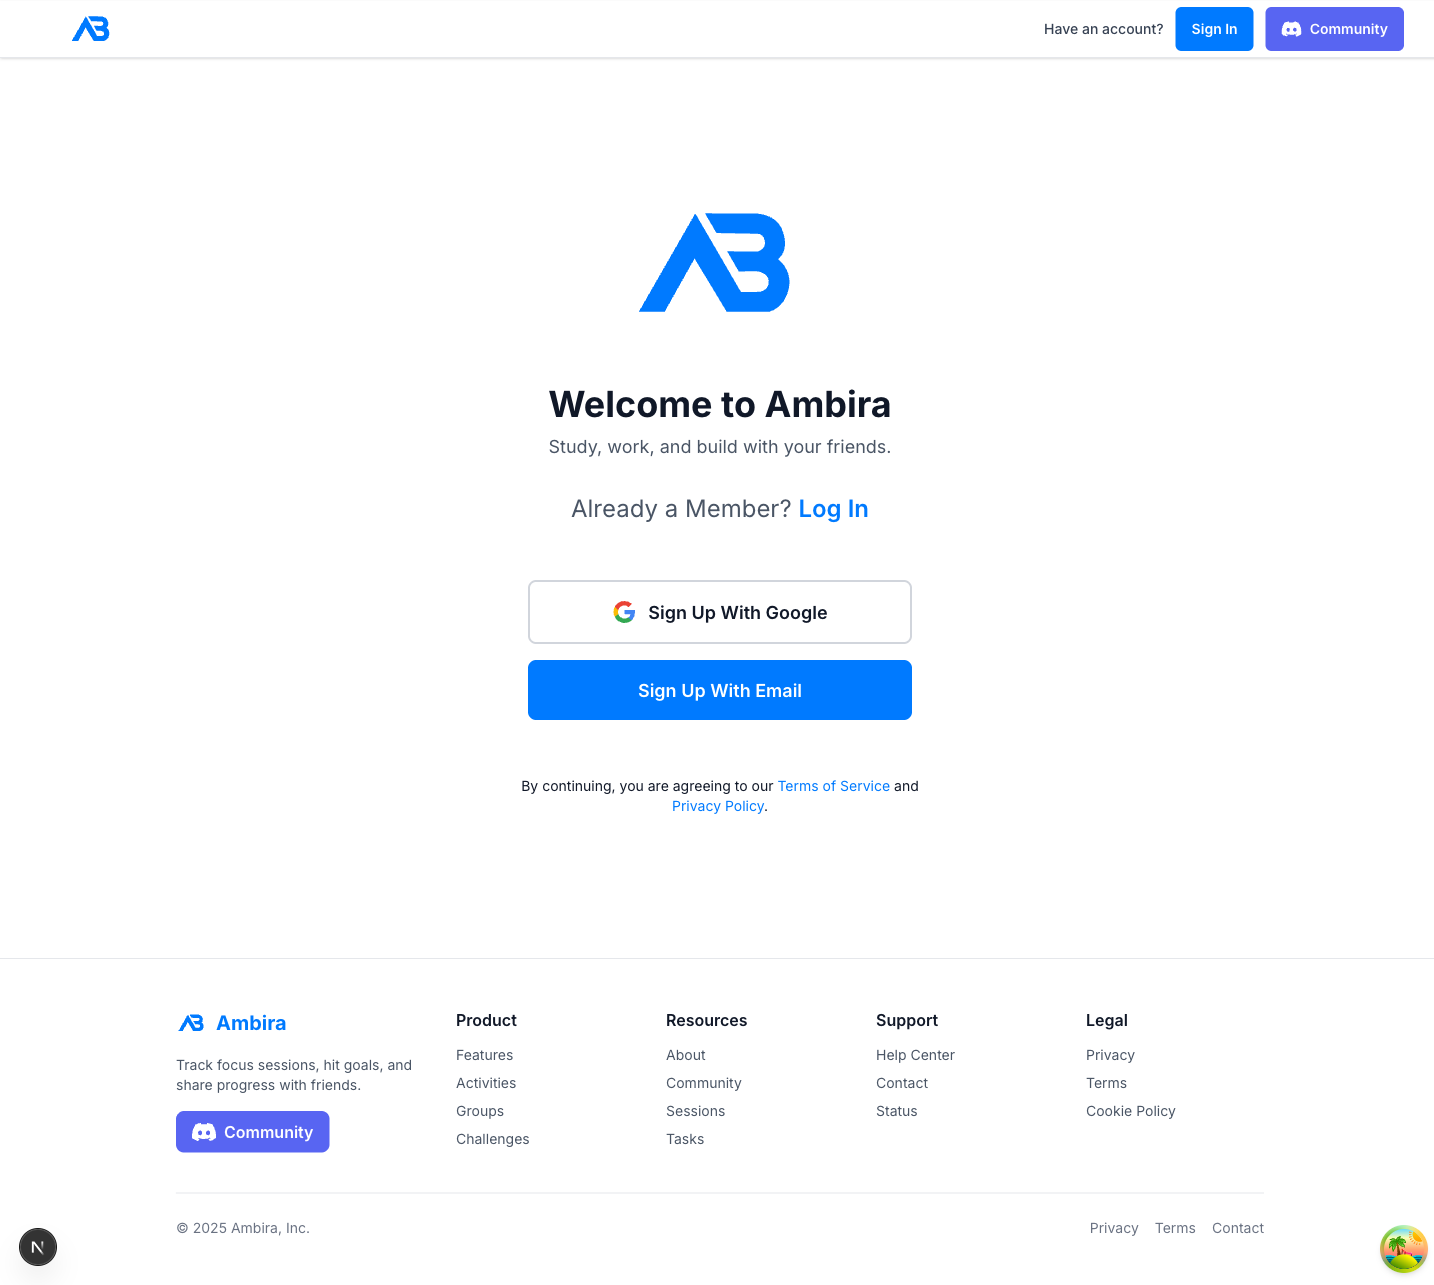 AB
Have an account?
Sign In
Community
AB
Welcome to Ambira
Study, work, and build with your friends.
Already a Member? Log In
Sign Up With Google
Sign Up With Email
By continuing, you are agreeing to our Terms of Service and
Privacy Policy.
AB Ambira
Track focus sessions, hit goals, and
share progress with friends.
Community
Product
Features
Activities
Groups
Challenges
Resources
About
Community
Sessions
Tasks
Support
Help Center
Contact
Status
Legal
Privacy
Terms
Cookie Policy
© 2025 Ambira, Inc.
Privacy
Terms
Contact
N